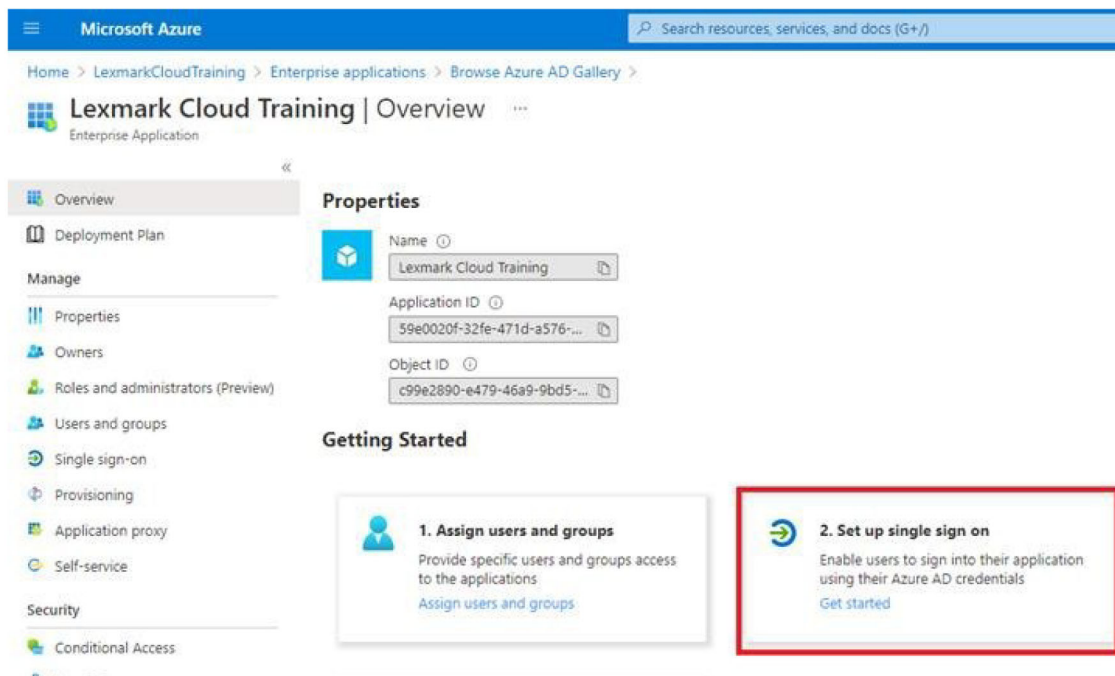 Microsoft Azure
Search resources, services, and docs (G+/)
Home > LexmarkCloudTraining > Enterprise applications > Browse Azure AD Gallery >
Lexmark Cloud Training | Overview ...
Enterprise Application
«
Overview
Deployment Plan
Manage
Properties
Owners
Roles and administrators (Preview)
Users and groups
Single sign-on
Provisioning
Application proxy
Self-service
Security
Conditional Access
Properties
Name
Lexmark Cloud Training
Application ID
59e0020f-32fe-471d-a576-...
Object ID
c99e2890-e479-46a9-9bd5-...
Getting Started
1. Assign users and groups
Provide specific users and groups access
to the applications
Assign users and groups
2. Set up single sign on
Enable users to sign into their application
using their Azure AD credentials
Get started